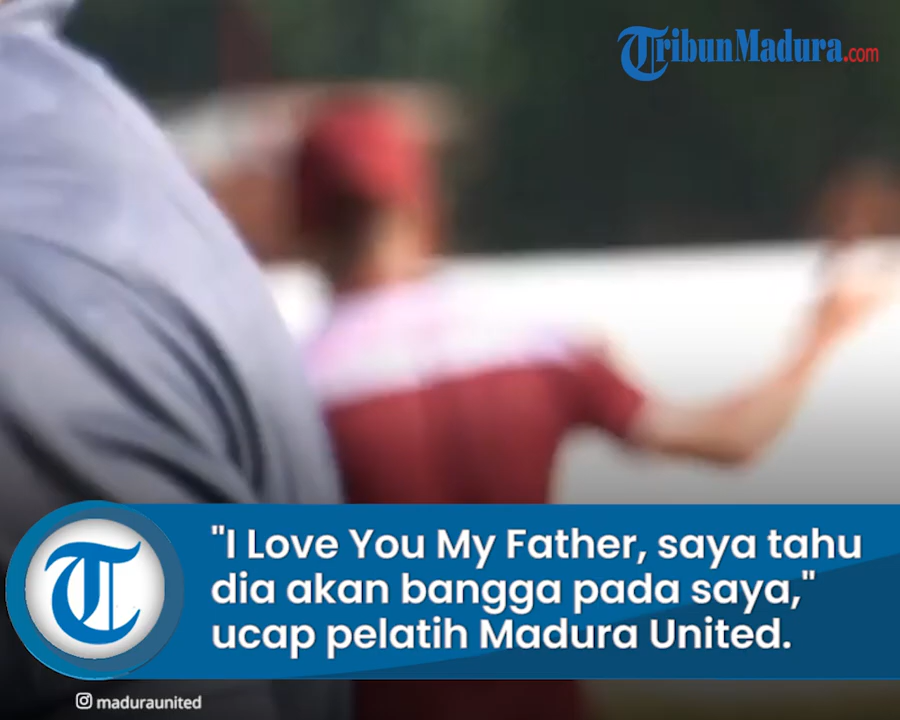 TribunMadura.com
"I Love You My Father, saya tahu
dia akan bangga pada saya,"
ucap pelatih Madura United.
T
maduraunited